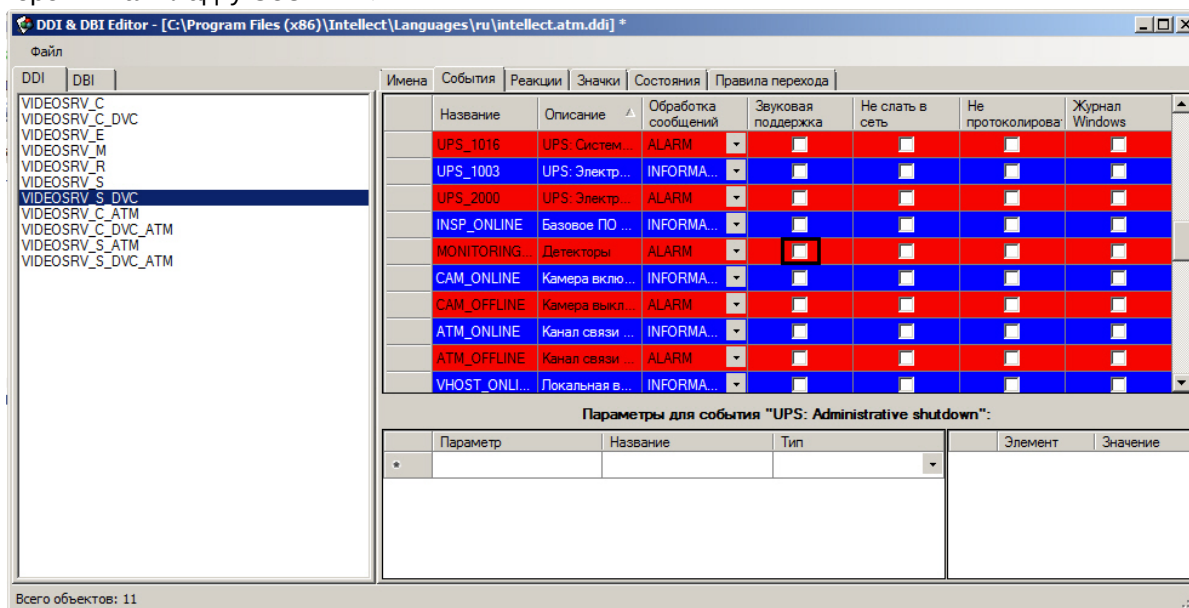 DDI & DBI Editor - [C:\Program Files (x86)\Intellect\Languages\ru\intellect.atm.ddi] *
Файл
DDI DBI
VIDEOSRV_C
VIDEOSRV_C_DVC
VIDEOSRV_E
VIDEOSRV_M
VIDEOSRV_R
VIDEOSRV_S
VIDEOSRV_S_DVC
VIDEOSRV_C_ATM
VIDEOSRV_C_DVC_ATM
VIDEOSRV_S_ATM
VIDEOSRV_S_DVC_ATM
Имена События Реакции Значки Состояния Правила перехода
Название Описание Обработка сообщений Звуковая поддержка Не слать в сеть Не протоколирова Журнал Windows
UPS_1016 UPS: Систем... ALARM
UPS_1003 UPS: Электр... INFORMA...
UPS_2000 UPS: Электр... ALARM
INSP_ONLINE Базовое ПО ... INFORMA...
MONITORING... Детекторы ALARM
CAM_ONLINE Камера вклю... INFORMA...
CAM_OFFLINE Камера выкл... ALARM
ATM_ONLINE Канал связи ... INFORMA...
ATM_OFFLINE Канал связи ... ALARM
VHOST_ONLI... Локальная в... INFORMA...
Параметры для события "UPS: Administrative shutdown":
Параметр Название Тип Элемент Значение
*
Всего объектов: 11